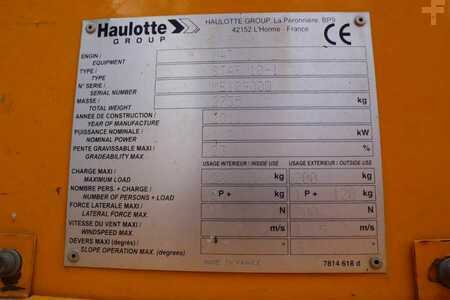 Haulotte
GROUP
HAULOTTE GROUP, La Péronnière, BP9
42152 L'Horme - France
CE
ENGIN /
EQUIPMENT
TYPE /
TYPE
N° SERIE /
SERIAL NUMBER
MASSE /
TOTAL WEIGHT
kg
ANNEE DE CONSTRUCTION /
YEAR OF MANUFACTURE
PUISSANCE NOMINALE /
NOMINAL POWER
kW
PENTE GRAVISSABLE MAXI /
GRADEABILITY MAX.
%
USAGE INTERIEUR / INSIDE USE
USAGE EXTERIEUR / OUTSIDE USE
CHARGE MAXI /
MAXIMUM LOAD
kg
kg
NOMBRE PERS. + CHARGE /
NUMBER OF PERSONS + LOAD
P +
kg
P +
kg
FORCE LATERALE MAXI /
LATERAL FORCE MAX.
N
N
VITESSE DU VENT MAXI /
WINDSPEED MAX.
m/s
m/s
DEVERS MAXI (degrés) /
SLOPE OPERATION MAX. (degrees)
MADE IN FRANCE
7814 618 d